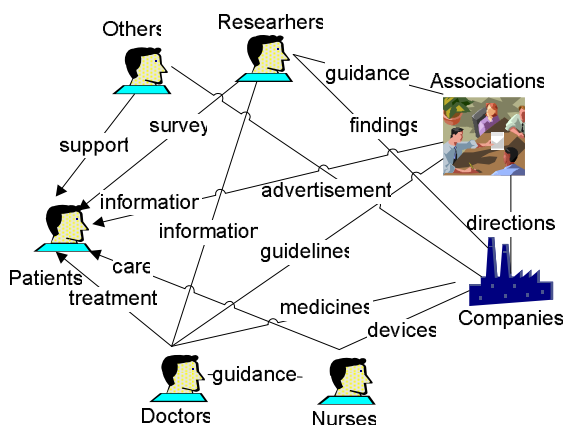 Others
Researhers
guidance
Associations
survey
findings
support
information
advertisement
information
directions
guidelines
Patients
care
treatment
medicines
devices
Companies
guidance
Doctors
Nurses